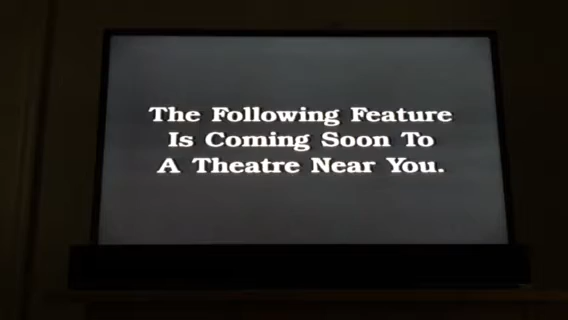 The Following Feature
Is Coming Soon To
A Theatre Near You.